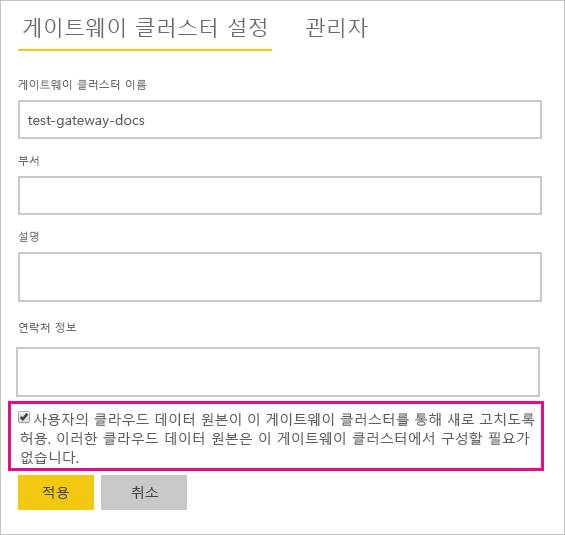 게이트웨이 클러스터 설정 관리자
게이트웨이 클러스터 이름
test-gateway-docs
부서
설명
연락처 정보
사용자의 클라우드 데이터 원본이 이 게이트웨이 클러스터를 통해 새로 고치도록
허용. 이러한 클라우드 데이터 원본은 이 게이트웨이 클러스터에서 구성할 필요가
없습니다.
적용 취소